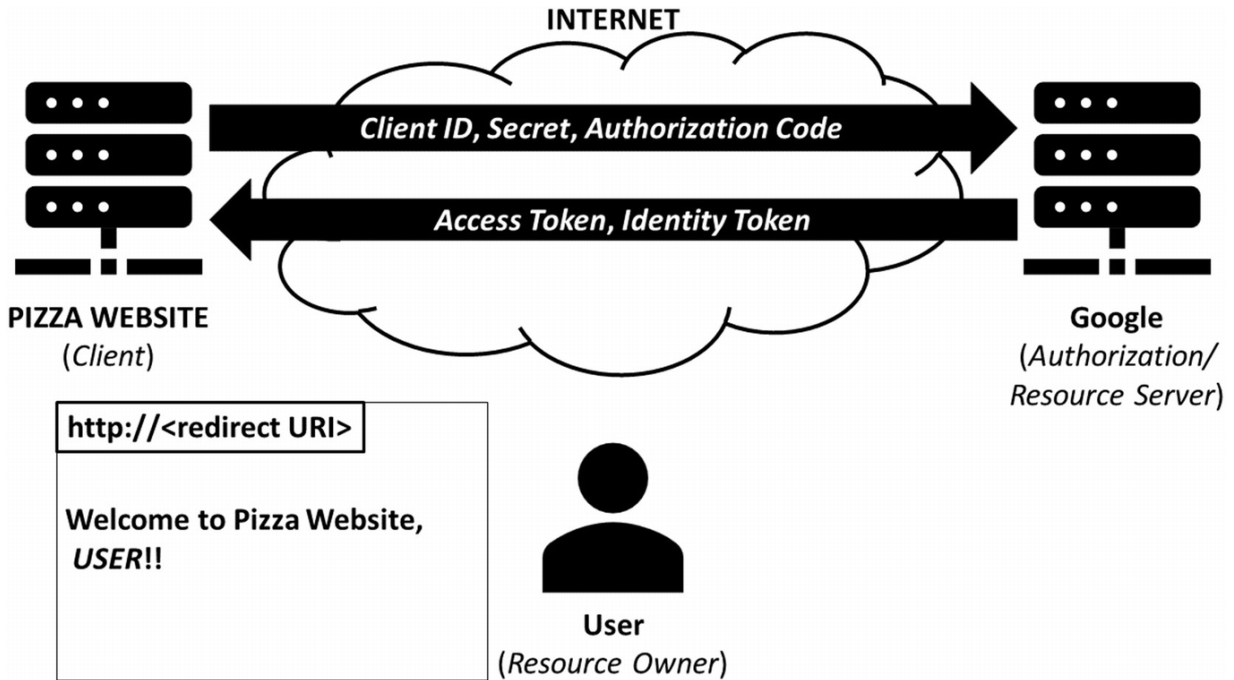 INTERNET
Client ID, Secret, Authorization Code
Access Token, Identity Token
PIZZA WEBSITE
(Client)
Google
(Authorization/
Resource Server)
http://<redirect URI>
Welcome to Pizza Website,
USER!!
User
(Resource Owner)